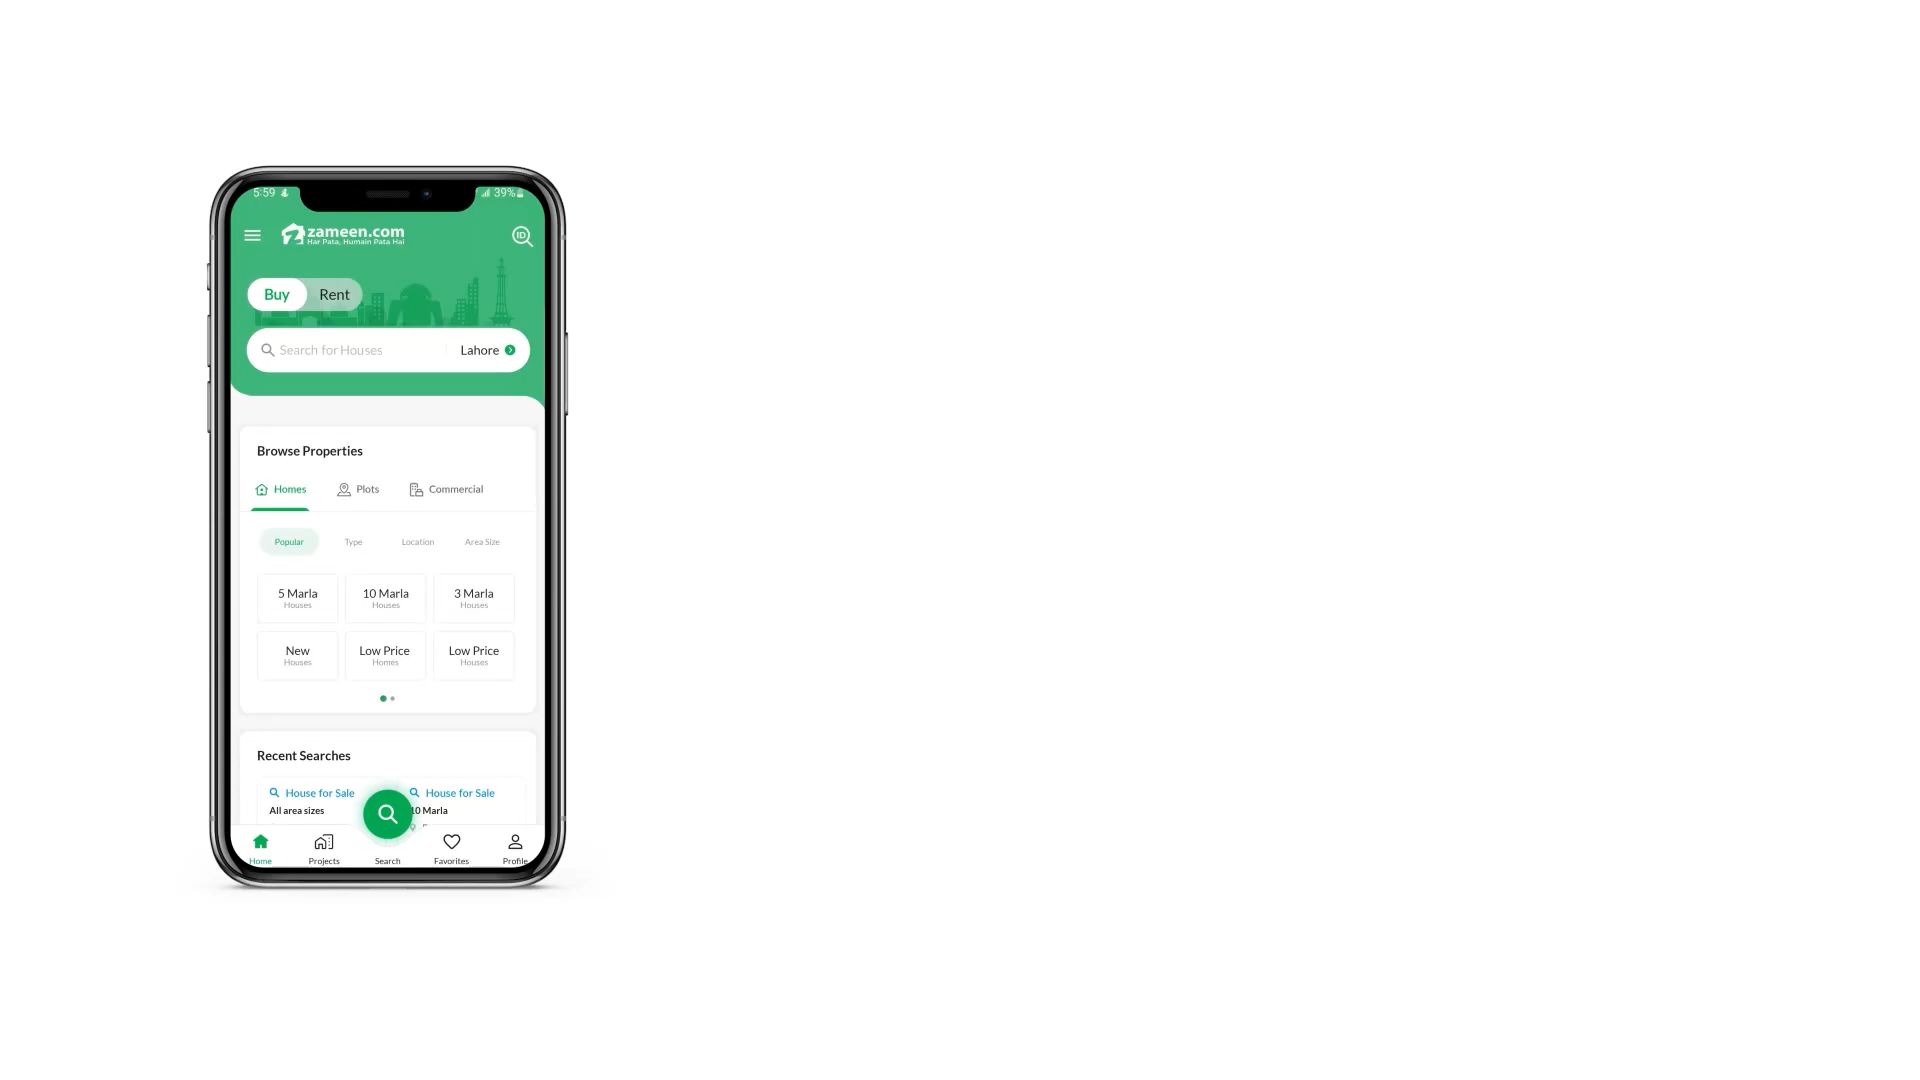 5:59
39%
zameen.com
Har Pata, Humain Pata Hai
ID
Buy
Rent
Search for Houses
Lahore
Browse Properties
Homes
Plots
Commercial
Popular
Type
Location
Area Size
5 Marla
Houses
10 Marla
Houses
3 Marla
Houses
New
Houses
Low Price
Homes
Low Price
Houses
Recent Searches
House for Sale
All area sizes
House for Sale
10 Marla
Home
Projects
Search
Favorites
Profile